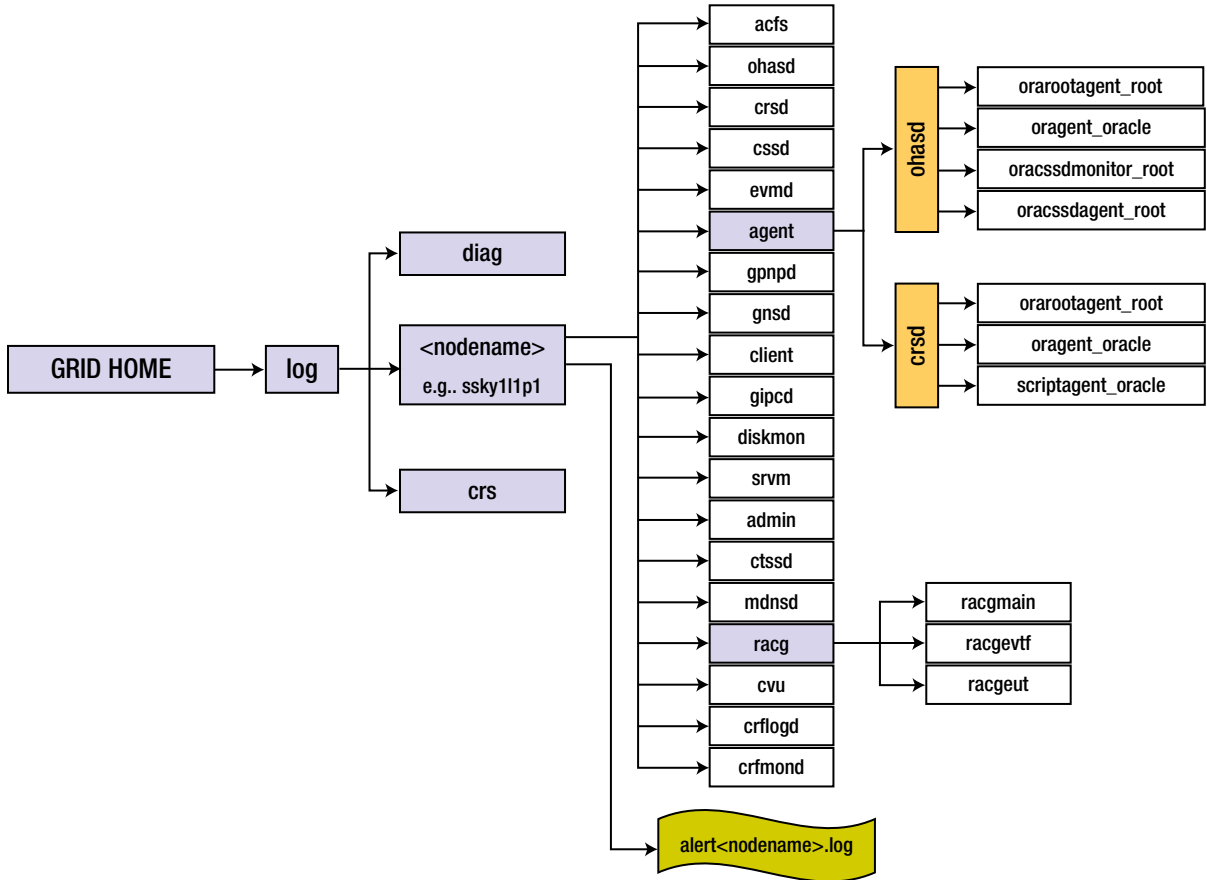 GRID HOME
log
diag
<nodename>
e.g.. ssky1l1p1
crs
acfs
ohasd
crsd
cssd
evmd
agent
gpnpd
gnsd
client
gipcd
diskmon
srvm
admin
ctssd
mdnsd
racg
cvu
crflogd
crfmond
alert<nodename>.log
ohasd
orarootagent_root
oragent_oracle
oracssdmonitor_root
oracssdagent_root
crsd
orarootagent_root
oragent_oracle
scriptagent_oracle
racgmain
racgevtf
racgeut